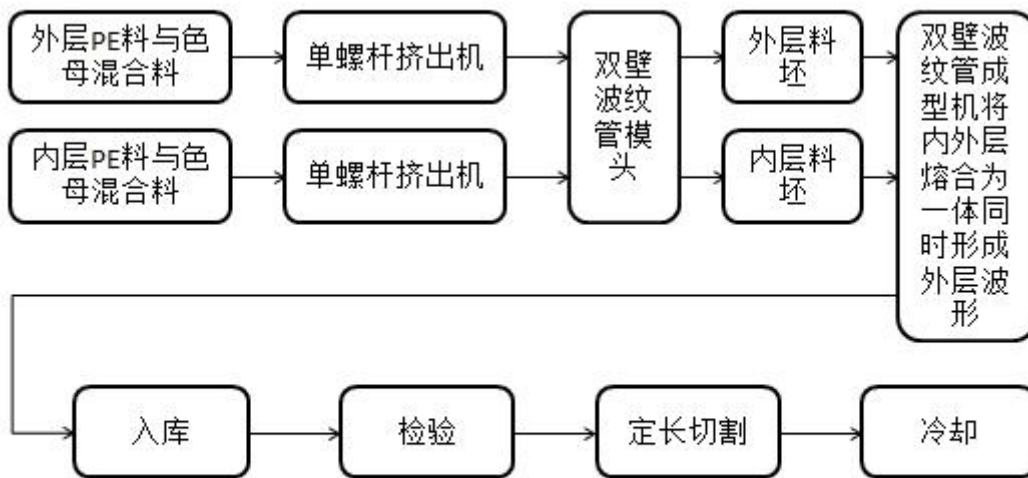 外层PE料与色
母混合料
单螺杆挤出机
双壁
波纹
管模
头
外层料
坯
双壁波
纹管成
型机将
内外层
熔合为
一体同
时形成
外层波
形
内层PE料与色
母混合料
单螺杆挤出机
内层料
坯
入库
检验
定长切割
冷却